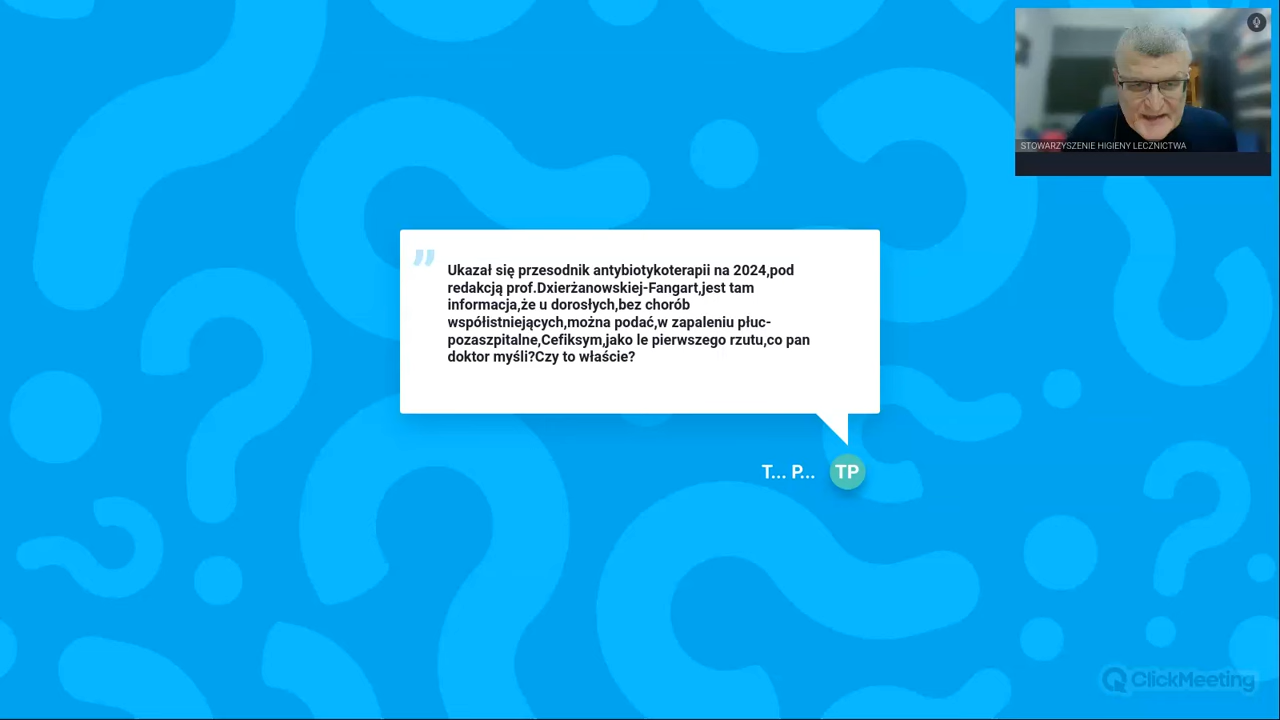 STOWARZYSZENIE HIGIENY LECZNICTWA
Ukazał się przesodnik antybiotykoterapii na 2024,pod
redakcją prof.Dxierżanowskiej-Fangart,jest tam
informacja,że u dorosłych,bez chorób
współistniejących,można podać,w zapaleniu płuc-
pozaszpitalne,Cefiksym,jako le pierwszego rzutu,co pan
doktor myśli?Czy to właście?
T... P...
TP
ClickMeeting